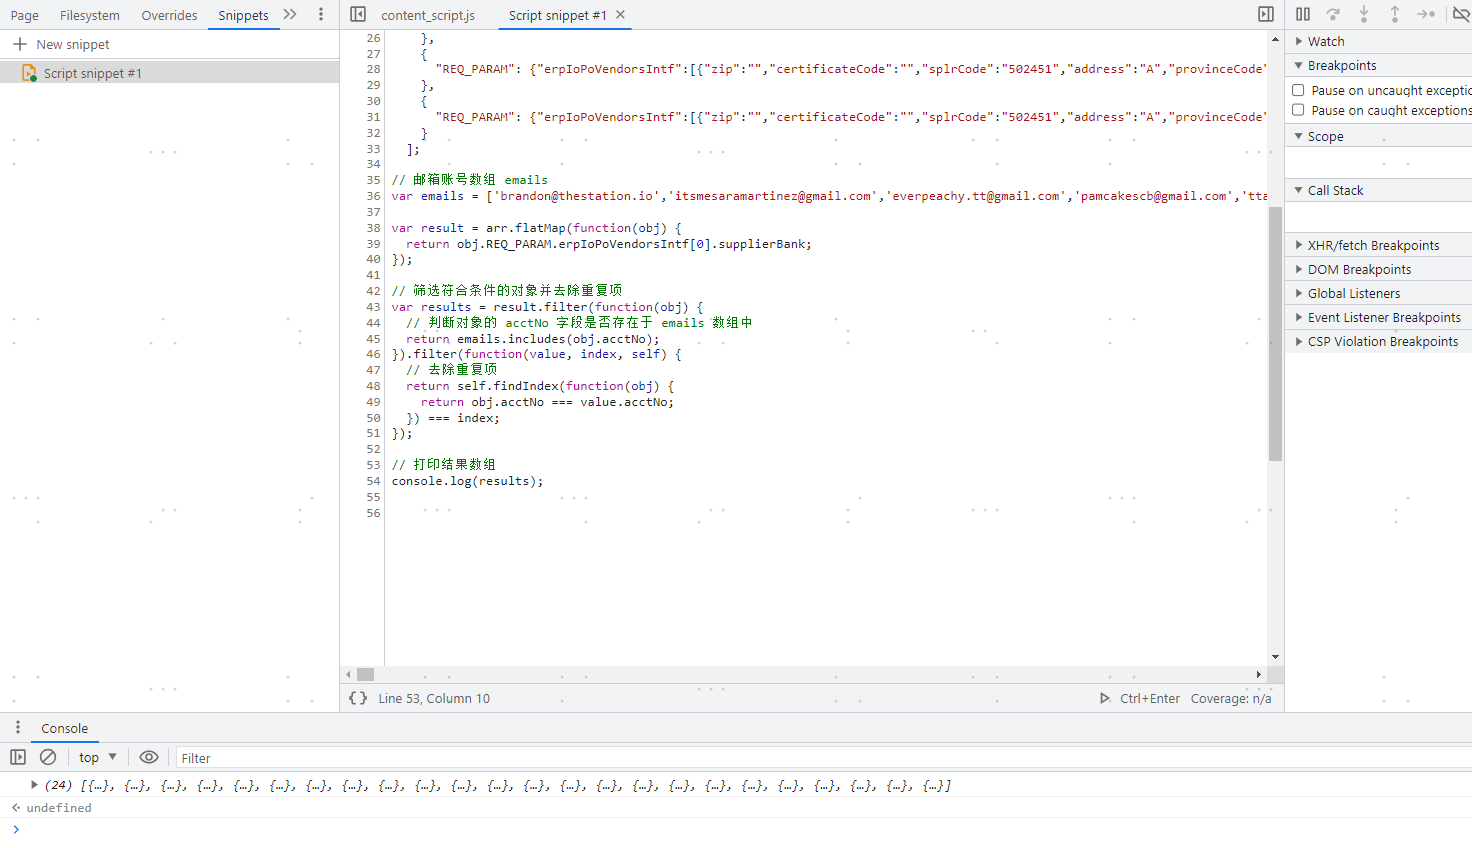 Page Filesystem Overrides Snippets
New snippet
Script snippet #1
content_script.js Script snippet #1
26 },
27 {
28 "REQ_PARAM": {"erpIoPoVendorsIntf":[{"zip":"","certificateCode":"","splrCode":"502451","address":"A","provinceCode"
29 },
30 {
31 "REQ_PARAM": {"erpIoPoVendorsIntf":[{"zip":"","certificateCode":"","splrCode":"502451","address":"A","provinceCode"
32 }
33 ];
34
35 // 邮箱账号数组 emails
36 var emails = ['brandon@thestation.io','itsmesaramartinez@gmail.com','everpeachy.tt@gmail.com','pamcakescb@gmail.com','tta
37
38 var result = arr.flatMap(function(obj) {
39 return obj.REQ_PARAM.erpIoPoVendorsIntf[0].supplierBank;
40 });
41
42 // 筛选符合条件的对象并去除重复项
43 var results = result.filter(function(obj) {
44 // 判断对象的 acctNo 字段是否存在于 emails 数组中
45 return emails.includes(obj.acctNo);
46 }).filter(function(value, index, self) {
47 // 去除重复项
48 return self.findIndex(function(obj) {
49 return obj.acctNo === value.acctNo;
50 }) === index;
51 });
52
53 // 打印结果数组
54 console.log(results);
55
56
{} Line 53, Column 10 Ctrl+Enter Coverage: n/a
Watch
Breakpoints
Pause on uncaught exceptio
Pause on caught exceptions
Scope
Call Stack
XHR/fetch Breakpoints
DOM Breakpoints
Global Listeners
Event Listener Breakpoints
CSP Violation Breakpoints
Console
top Filter
(24) [{…}, {…}, {…}, {…}, {…}, {…}, {…}, {…}, {…}, {…}, {…}, {…}, {…}, {…}, {…}, {…}, {…}, {…}, {…}, {…}, {…}, {…}, {…}, {…}]
undefined